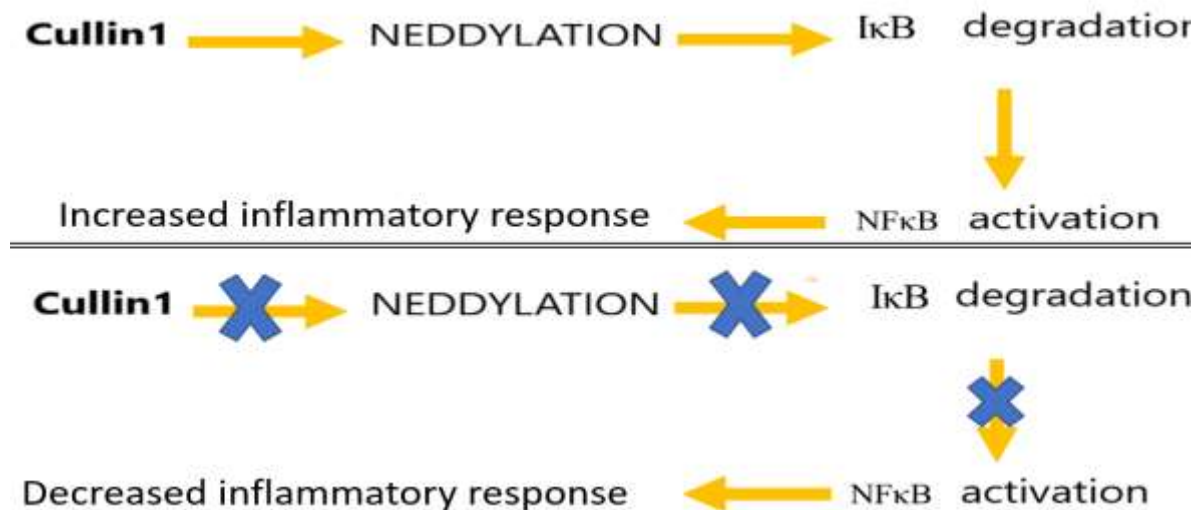 Cullin1 NEDDYLATION IκB degradation
Increased inflammatory response NFκB activation
Cullin1 NEDDYLATION IκB degradation
Decreased inflammatory response NFκB activation